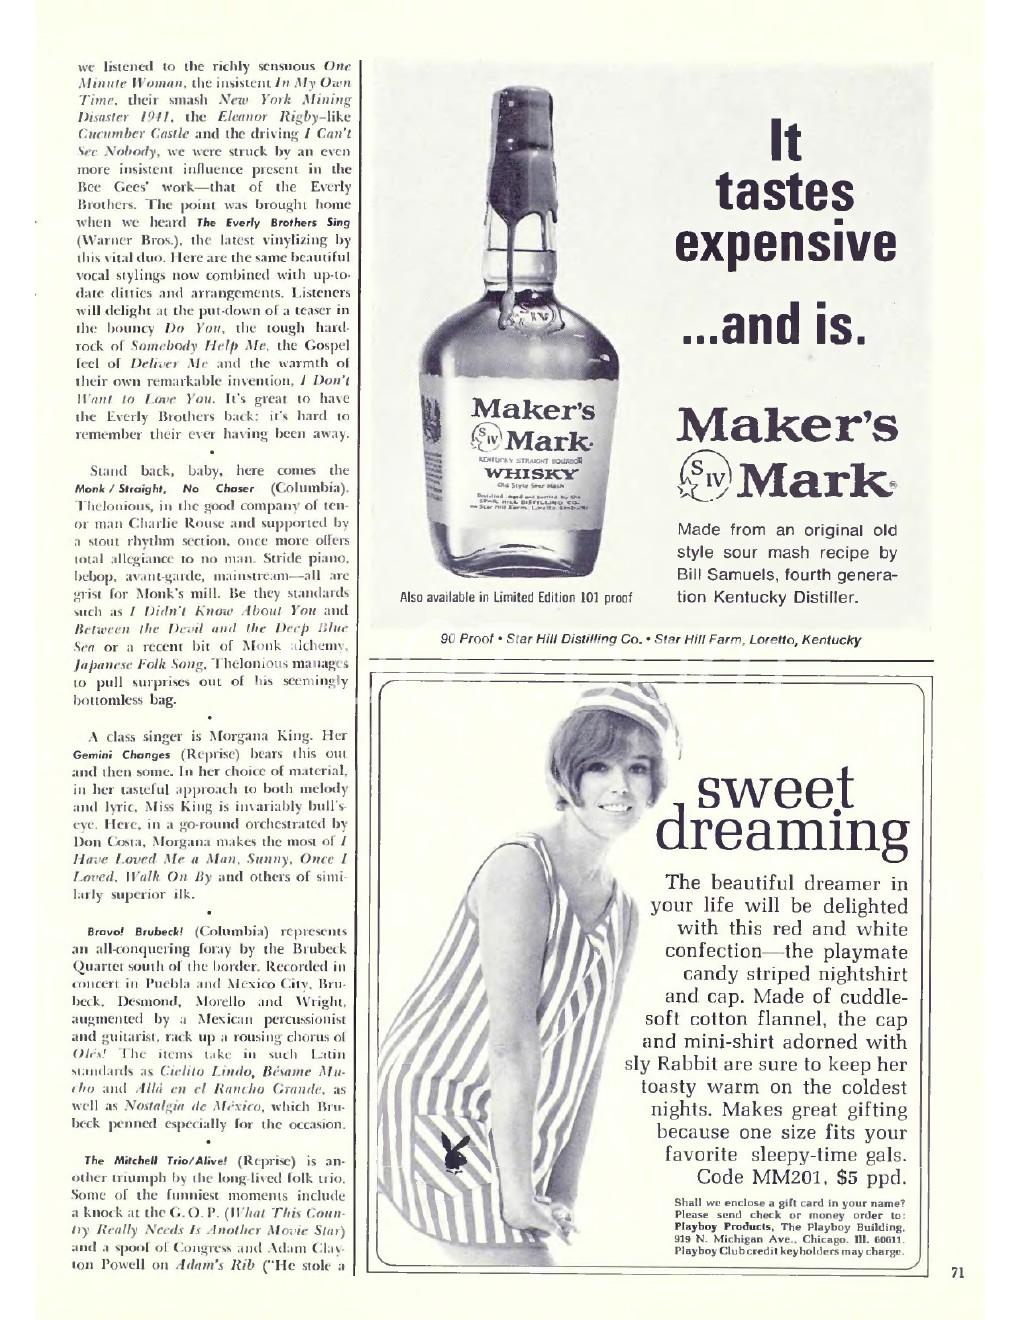 we listened to the richly sensuous One
Minute Woman, the insistent In My Own
Time, their smash New York Mining
Disaster 1941, the Eleanor Rigby–like
Cucumber Castle and the driving I Can't
See Nobody, we were struck by an even
more insistent influence present in the
Bee Gees' work—that of the Everly
Brothers. The point was brought home
when we heard The Everly Brothers Sing
(Warner Bros.), the latest vinylizing by
this vital duo. Here are the same beautiful
vocal stylings now combined with up-to-
date ditties and arrangements. Listeners
will delight at the put-down of a teaser in
the bouncy Do You, the tough hard-
rock of Somebody Help Me, the Gospel
feel of Deliver Me and the warmth of
their own remarkable invention, I Don't
Want to Love You. It's great to have
the Everly Brothers back: it's hard to
remember their ever having been away.
•
Stand back, baby, here comes the
Monk / Straight, No Chaser (Columbia).
Thelonious, in the good company of ten-
or man Charlie Rouse and supported by
a stout rhythm section, once more offers
total allegiance to no man. Stride piano,
bebop, avant-garde, mainstream—all are
grist for Monk's mill. Be they standards
such as I Didn't Know About You and
Between the Devil and the Deep Blue
Sea or a recent bit of Monk alchemy,
Japanese Folk Song, Thelonious manages
to pull surprises out of his seemingly
bottomless bag.
•
A class singer is Morgana King. Her
Gemini Changes (Reprise) bears this out
and then some. In her choice of material,
in her tasteful approach to both melody
and lyric, Miss King is invariably bull's-
eye. Here, in a go-round orchestrated by
Don Costa, Morgana makes the most of I
Have Loved Me a Man, Sunny, Once I
Loved, Walk On By and others of simi-
larly superior ilk.
•
Bravo! Brubeck! (Columbia) represents
an all-conquering foray by the Brubeck
Quartet south of the border. Recorded in
concert in Puebla and Mexico City, Bru-
beck, Desmond, Morello and Wright,
augmented by a Mexican percussionist
and guitarist, rack up a rousing chorus of
Olés! The items take in such Latin
standards as Cielito Lindo, Bésame Mu-
cho and Allá en el Rancho Grande, as
well as Nostalgia de México, which Bru-
beck penned especially for the occasion.
•
The Mitchell Trio/Alive! (Reprise) is an-
other triumph by the long-lived folk trio.
Some of the funniest moments include
a knock at the G. O. P. (What This Coun-
try Really Needs Is Another Movie Star)
and a spoof of Congress and Adam Clay-
ton Powell on Adam's Rib ("He stole a
It
tastes
expensive
...and is.
Maker's
S IV Mark®
Made from an original old
style sour mash recipe by
Bill Samuels, fourth genera-
tion Kentucky Distiller.
S IV
Maker's
S IV Mark
KENTUCKY STRAIGHT BOURBON
WHISKY
Old Style Sour Mash
Distilled, aged and bottled by the
STAR HILL DISTILLING CO.
Star Hill Farm, Loretto, Kentucky
Also available in Limited Edition 101 proof
90 Proof • Star Hill Distilling Co. • Star Hill Farm, Loretto, Kentucky
sweet
dreaming
The beautiful dreamer in
your life will be delighted
with this red and white
confection—the playmate
candy striped nightshirt
and cap. Made of cuddle-
soft cotton flannel, the cap
and mini-shirt adorned with
sly Rabbit are sure to keep her
toasty warm on the coldest
nights. Makes great gifting
because one size fits your
favorite sleepy-time gals.
Code MM201, $5 ppd.
Shall we enclose a gift card in your name?
Please send check or money order to:
Playboy Products, The Playboy Building,
919 N. Michigan Ave., Chicago, Ill. 60611.
Playboy Club credit keyholders may charge.
71